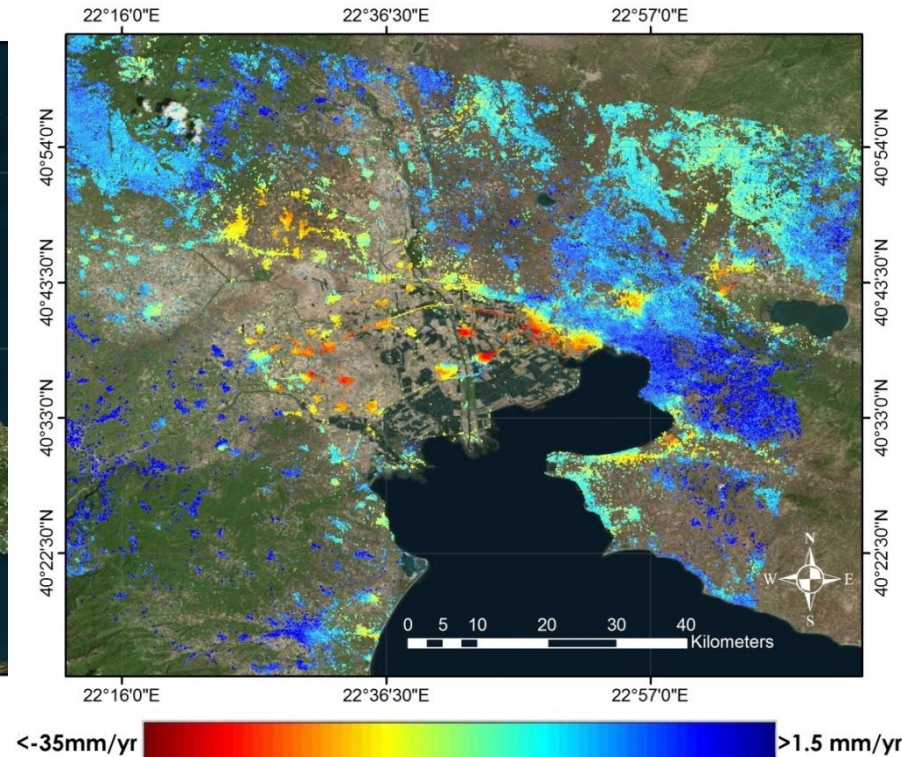 22°16'0"E 22°36'30"E 22°57'0"E
40°54'0"N 40°54'0"N
40°43'30"N 40°43'30"N
40°33'0"N 40°33'0"N
40°22'30"N 40°22'30"N
N
W E
S
0 5 10 20 30 40
Kilometers
22°16'0"E 22°36'30"E 22°57'0"E
<-35mm/yr >1.5 mm/yr